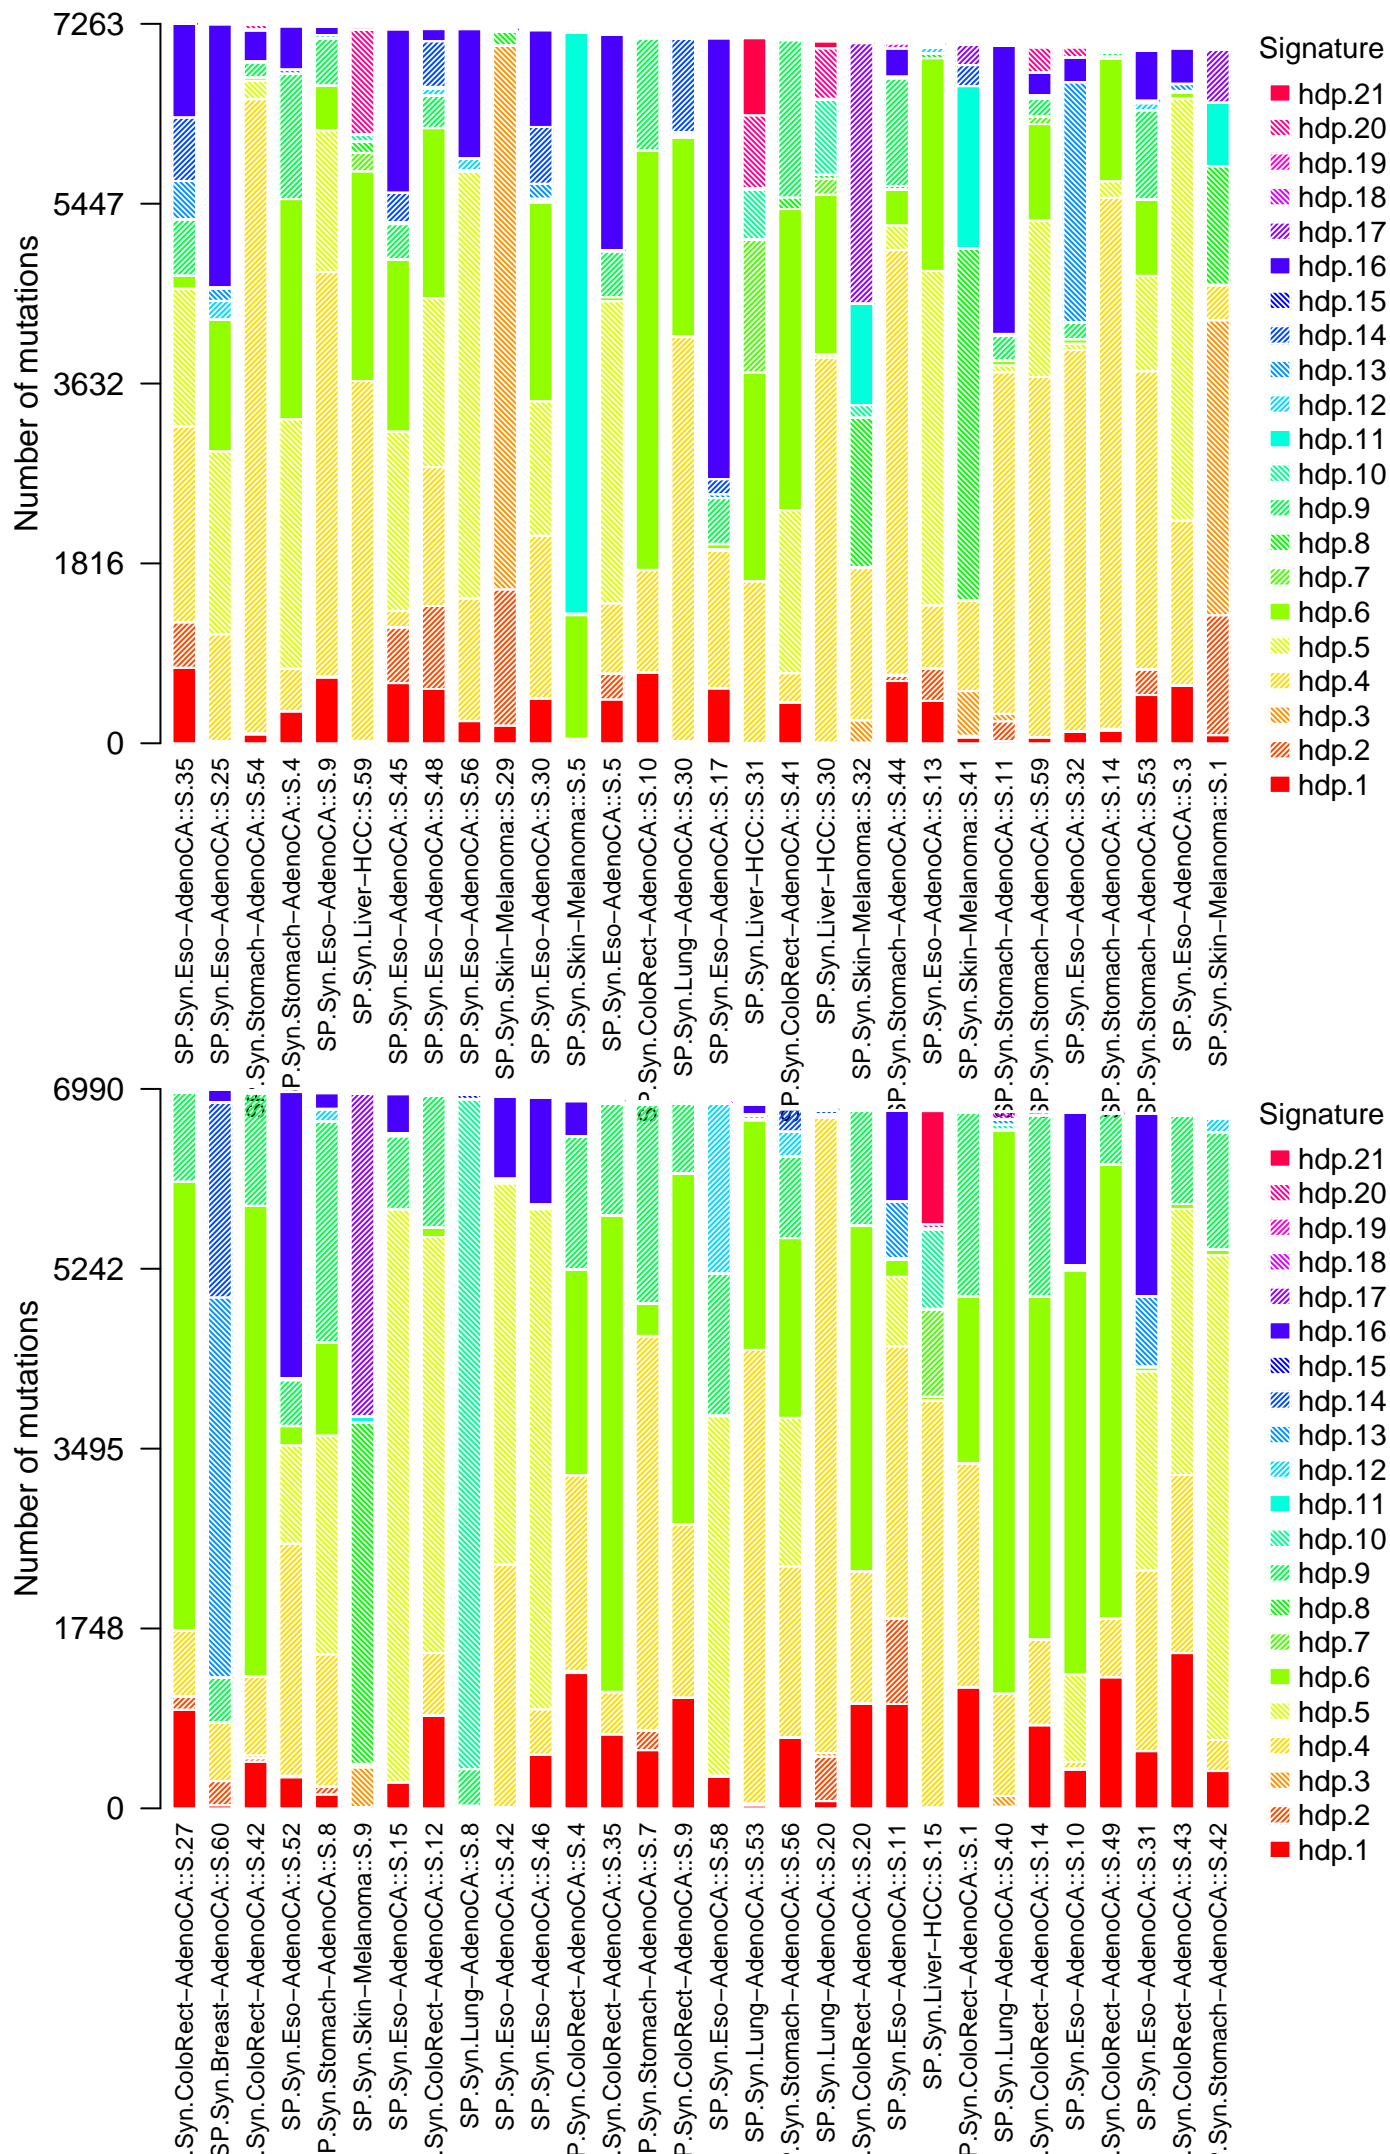 7263
5447
3632
1816
0
Number of mutations
Signature
hdp.21
hdp.20
hdp.19
hdp.18
hdp.17
hdp.16
hdp.15
hdp.14
hdp.13
hdp.12
hdp.11
hdp.10
hdp.9
hdp.8
hdp.7
hdp.6
hdp.5
hdp.4
hdp.3
hdp.2
hdp.1
SP.Syn.Eso−AdenoCA::S.35
SP.Syn.Eso−AdenoCA::S.25
SP.Syn.Stomach−AdenoCA::S.54
SP.Syn.Stomach−AdenoCA::S.4
SP.Syn.Eso−AdenoCA::S.9
SP.Syn.Liver−HCC::S.59
SP.Syn.Eso−AdenoCA::S.45
SP.Syn.Eso−AdenoCA::S.48
SP.Syn.Eso−AdenoCA::S.56
SP.Syn.Skin−Melanoma::S.29
SP.Syn.Eso−AdenoCA::S.30
SP.Syn.Skin−Melanoma::S.5
SP.Syn.Eso−AdenoCA::S.5
SP.Syn.ColoRect−AdenoCA::S.10
SP.Syn.Lung−AdenoCA::S.30
SP.Syn.Eso−AdenoCA::S.17
SP.Syn.Liver−HCC::S.31
SP.Syn.ColoRect−AdenoCA::S.41
SP.Syn.Liver−HCC::S.30
SP.Syn.Skin−Melanoma::S.32
SP.Syn.Stomach−AdenoCA::S.44
SP.Syn.Eso−AdenoCA::S.13
SP.Syn.Skin−Melanoma::S.41
SP.Syn.Stomach−AdenoCA::S.11
SP.Syn.Stomach−AdenoCA::S.59
SP.Syn.Eso−AdenoCA::S.32
SP.Syn.Stomach−AdenoCA::S.14
SP.Syn.Stomach−AdenoCA::S.53
SP.Syn.Eso−AdenoCA::S.3
SP.Syn.Skin−Melanoma::S.1
6990
5242
3495
1748
0
Number of mutations
Signature
hdp.21
hdp.20
hdp.19
hdp.18
hdp.17
hdp.16
hdp.15
hdp.14
hdp.13
hdp.12
hdp.11
hdp.10
hdp.9
hdp.8
hdp.7
hdp.6
hdp.5
hdp.4
hdp.3
hdp.2
hdp.1
.Syn.ColoRect−AdenoCA::S.27
SP.Syn.Breast−AdenoCA::S.60
.Syn.ColoRect−AdenoCA::S.42
SP.Syn.Eso−AdenoCA::S.52
P.Syn.Stomach−AdenoCA::S.8
SP.Syn.Skin−Melanoma::S.9
SP.Syn.Eso−AdenoCA::S.15
.Syn.ColoRect−AdenoCA::S.12
SP.Syn.Lung−AdenoCA::S.8
SP.Syn.Eso−AdenoCA::S.42
SP.Syn.Eso−AdenoCA::S.46
P.Syn.ColoRect−AdenoCA::S.4
.Syn.ColoRect−AdenoCA::S.35
P.Syn.Stomach−AdenoCA::S.7
P.Syn.ColoRect−AdenoCA::S.9
SP.Syn.Eso−AdenoCA::S.58
SP.Syn.Lung−AdenoCA::S.53
.Syn.Stomach−AdenoCA::S.56
SP.Syn.Lung−AdenoCA::S.20
.Syn.ColoRect−AdenoCA::S.20
SP.Syn.Eso−AdenoCA::S.11
SP.Syn.Liver−HCC::S.15
P.Syn.ColoRect−AdenoCA::S.1
SP.Syn.Lung−AdenoCA::S.40
.Syn.ColoRect−AdenoCA::S.14
SP.Syn.Eso−AdenoCA::S.10
.Syn.ColoRect−AdenoCA::S.49
SP.Syn.Eso−AdenoCA::S.31
.Syn.ColoRect−AdenoCA::S.43
P.Syn.Stomach−AdenoCA::S.42